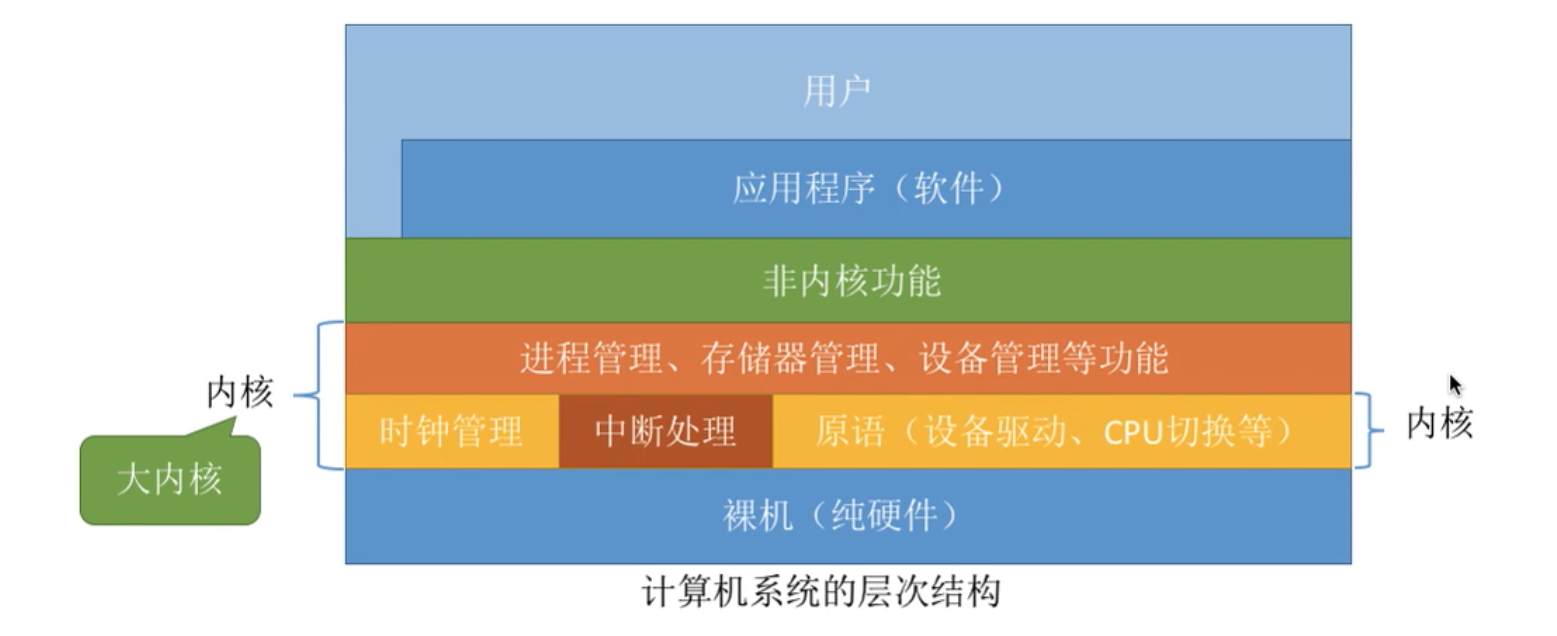 用户
应用程序（软件）
非内核功能
进程管理、存储器管理、设备管理等功能
内核
时钟管理
中断处理
原语（设备驱动、CPU切换等）
内核
大内核
裸机（纯硬件）
计算机系统的层次结构